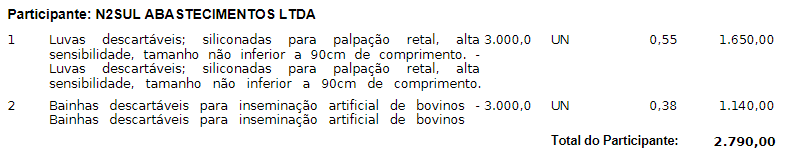 Participante: N2SUL ABASTECIMENTOS LTDA
1 Luvas descartáveis; siliconadas para palpação retal, alta 3.000,0 UN 0,55 1.650,00
sensibilidade, tamanho não inferior a 90cm de comprimento. -
Luvas descartáveis; siliconadas para palpação retal, alta
sensibilidade, tamanho não inferior a 90cm de comprimento.
2 Bainhas descartáveis para inseminação artificial de bovinos - 3.000,0 UN 0,38 1.140,00
Bainhas descartáveis para inseminação artificial de bovinos
Total do Participante: 2.790,00